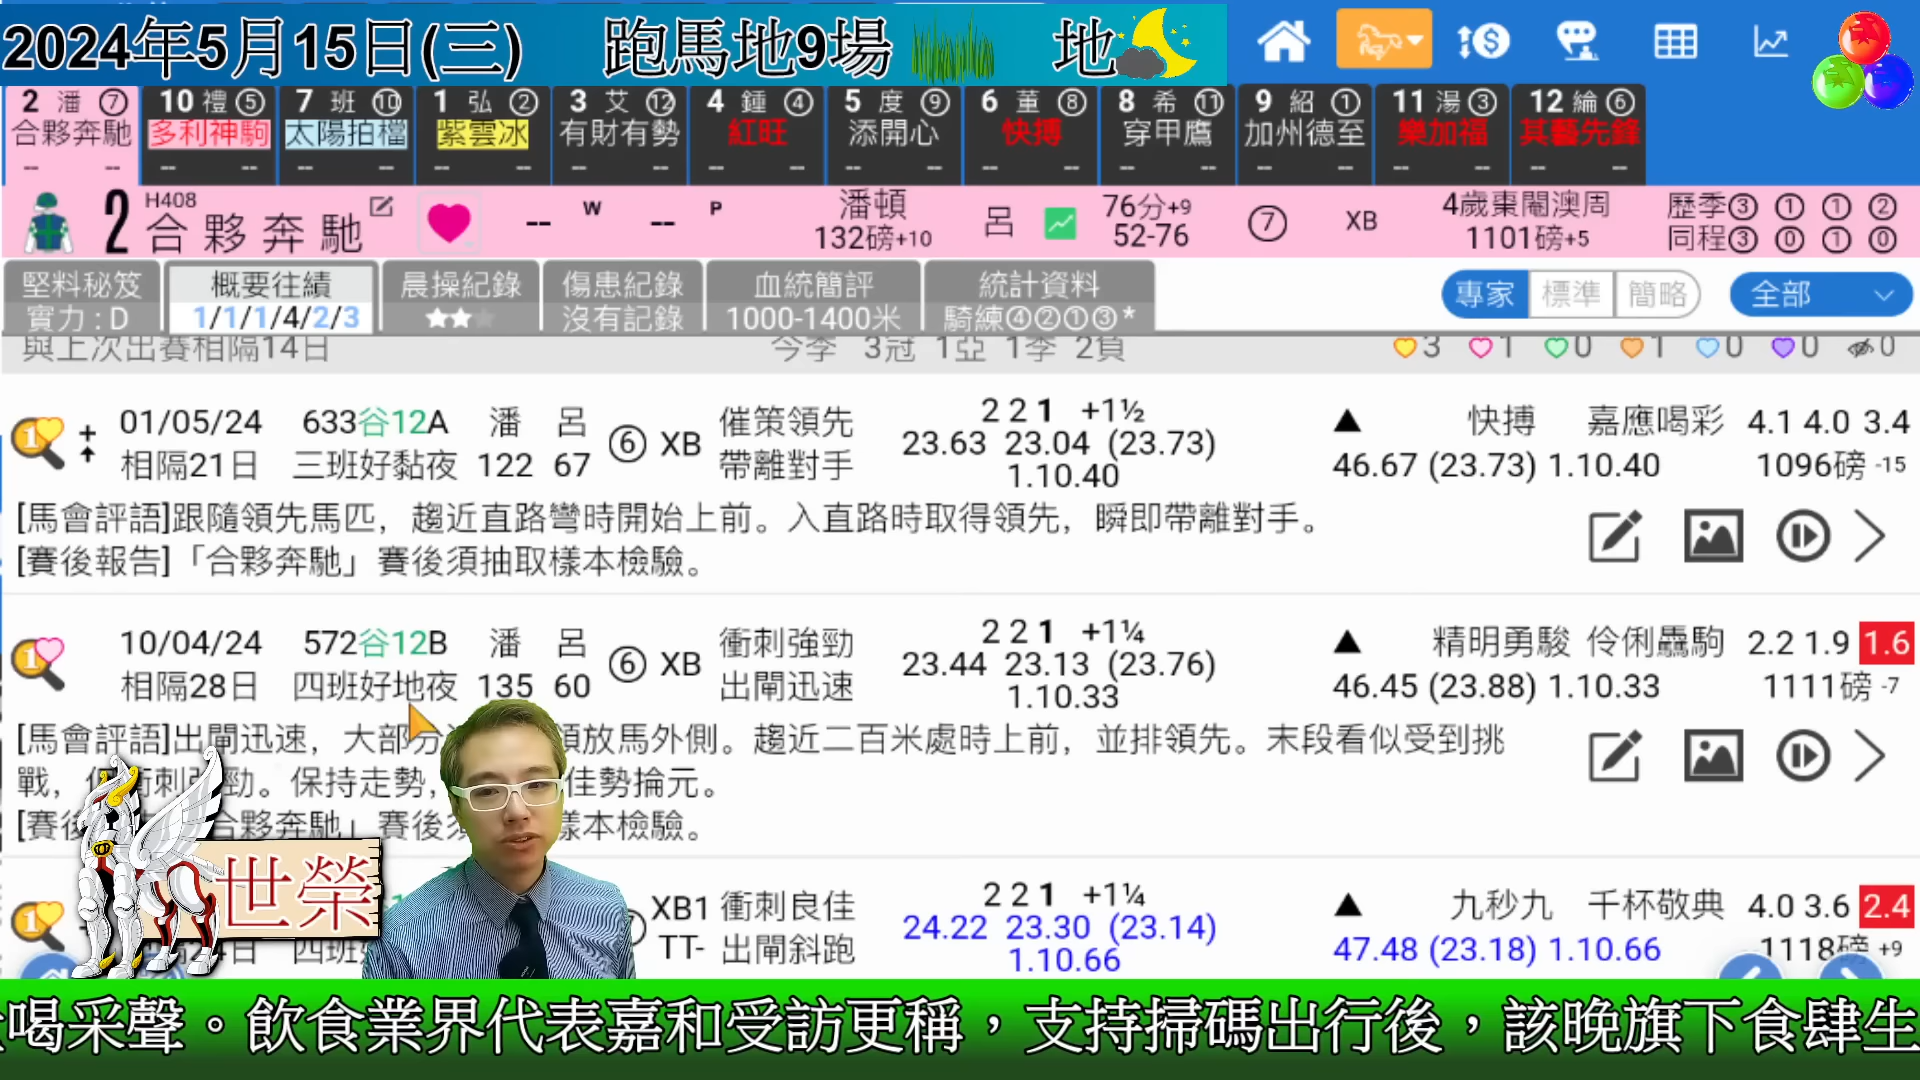 2024年5月15日(三) 跑馬地9場 地
2 潘 ⑦ 10 禮 ⑤ 7 班 ⑩ 1 弘 ② 3 艾 ⑫ 4 鍾 ④ 5 度 ⑨ 6 董 ⑧ 8 希 ⑪ 9 紹 ① 11 湯 ③ 12 綸 ⑥
合夥奔馳 多利神駒 太陽拍檔 紫雲冰 有財有勢 紅旺 添開心 快搏 穿甲鷹 加州德至 樂加福 其藝先鋒
-- -- -- -- -- -- -- -- -- -- -- -- -- -- -- -- -- -- -- -- -- -- -- --
2 H408 合夥奔馳 -- W -- P 潘頓 呂 76分+9 ⑦ XB 4歲棗閹澳周 歷季③ ① ① ②
132磅+10 52-76 1101磅+5 同程③ ⓪ ① ⓪
堅料秘笈 概要往績 晨操紀錄 傷患紀錄 血統簡評 統計資料 專家 標準 簡略 全部
實力:D 1/1/1/4/2/3 ★★★ 沒有記錄 1000-1400米 騎練④②①③*
與上次出賽相隔14日 今季 3冠 1亞 1季 2負 3 1 0 1 0 0 0
1 01/05/24 633谷12A 潘 呂 ⑥ XB 催策領先 2 2 1 +1½ ▲ 快搏 嘉應喝彩 4.1 4.0 3.4
相隔21日 三班好黏夜 122 67 帶離對手 23.63 23.04 (23.73) 46.67 (23.73) 1.10.40 1096磅 -15
1.10.40
[馬會評語]跟隨領先馬匹，趨近直路彎時開始上前。入直路時取得領先，瞬即帶離對手。
[賽後報告]「合夥奔馳」賽後須抽取樣本檢驗。
1 10/04/24 572谷12B 潘 呂 ⑥ XB 衝刺強勁 2 2 1 +1¼ ▲ 精明勇駿 伶俐驫駒 2.2 1.9 1.6
相隔28日 四班好地夜 135 60 出閘迅速 23.44 23.13 (23.76) 46.45 (23.88) 1.10.33 1111磅 -7
1.10.33
[馬會評語]出閘迅速，大部分 領放馬外側。趨近二百米處時上前，並排領先。末段看似受到挑
戰，但衝刺強勁。保持走勢， 佳勢掄元。
[賽後 合夥奔馳」賽後須 樣本檢驗。
世榮
1 XB1 衝刺良佳 2 2 1 +1¼ ▲ 九秒九 千杯敬典 4.0 3.6 2.4
日 四班 TT- 出閘斜跑 24.22 23.30 (23.14) 47.48 (23.18) 1.10.66 1118磅 +9
1.10.66
喝采聲。飲食業界代表嘉和受訪更稱，支持掃碼出行後，該晚旗下食肆生